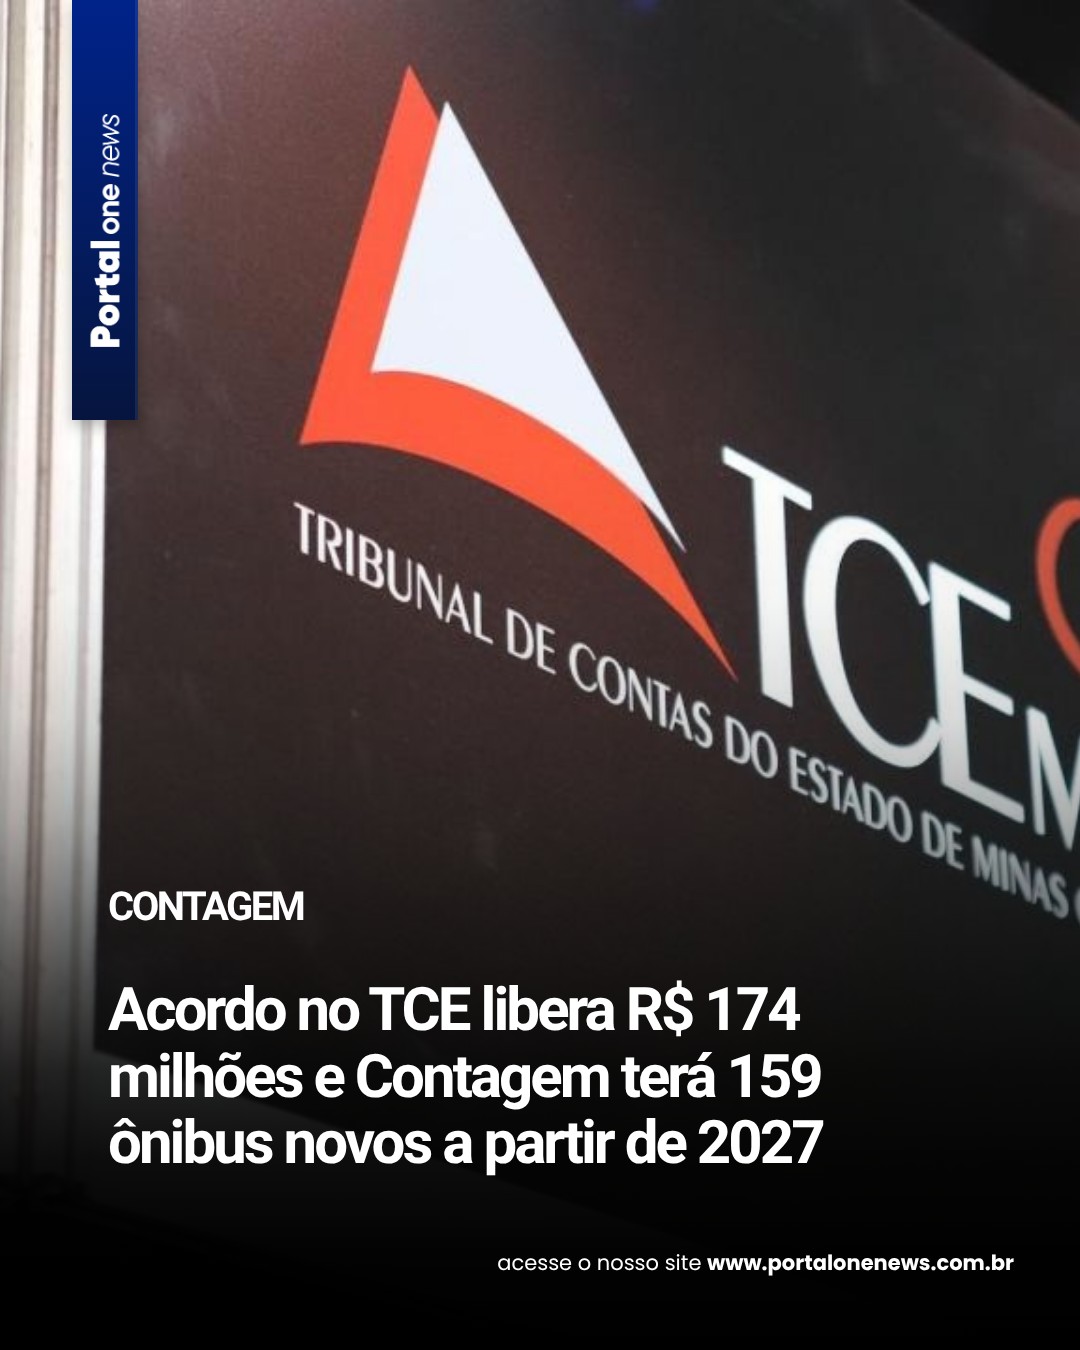 Portal one news
TRIBUNAL DE CONTAS DO ESTADO DE MINAS
TCE
CONTAGEM
Acordo no TCE libera R$ 174
milhões e Contagem terá 159
ônibus novos a partir de 2027
acesse o nosso site www.portalonenews.com.br